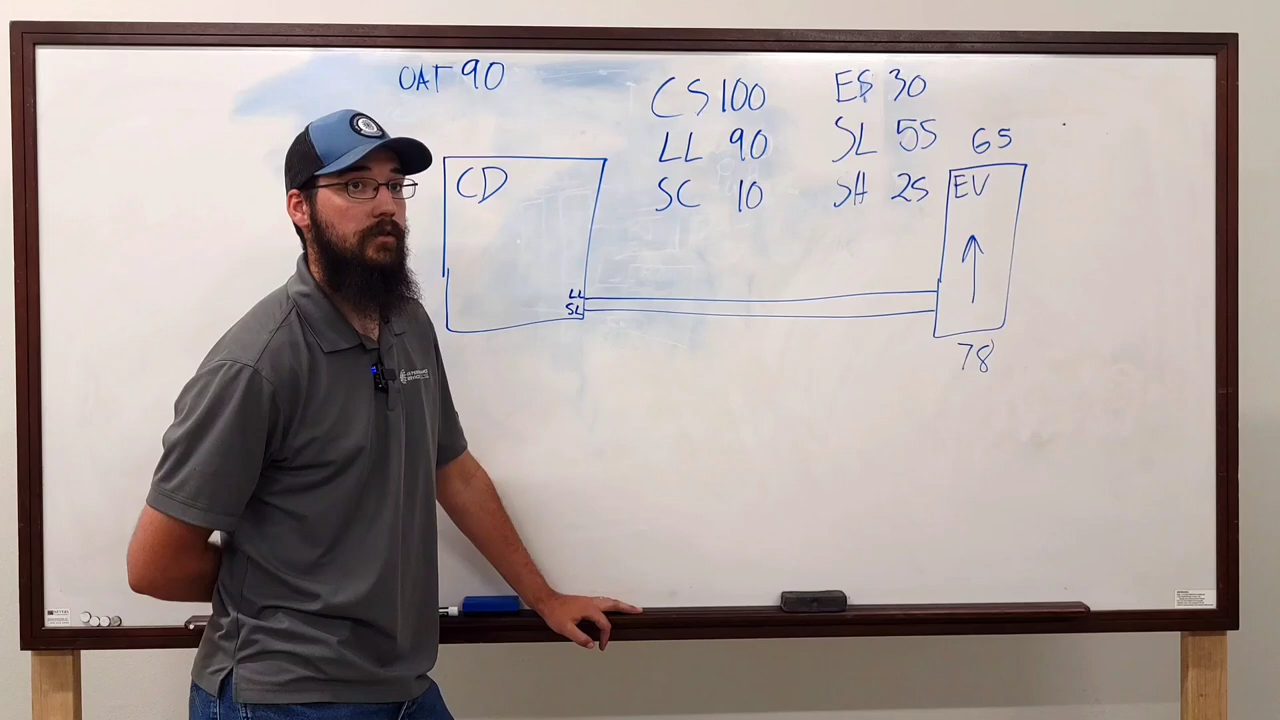 OAT 90
CS 100
LL 90
SC 10
ES 30
SL 55
SH 25
65
CD
EV
LL
SL
78